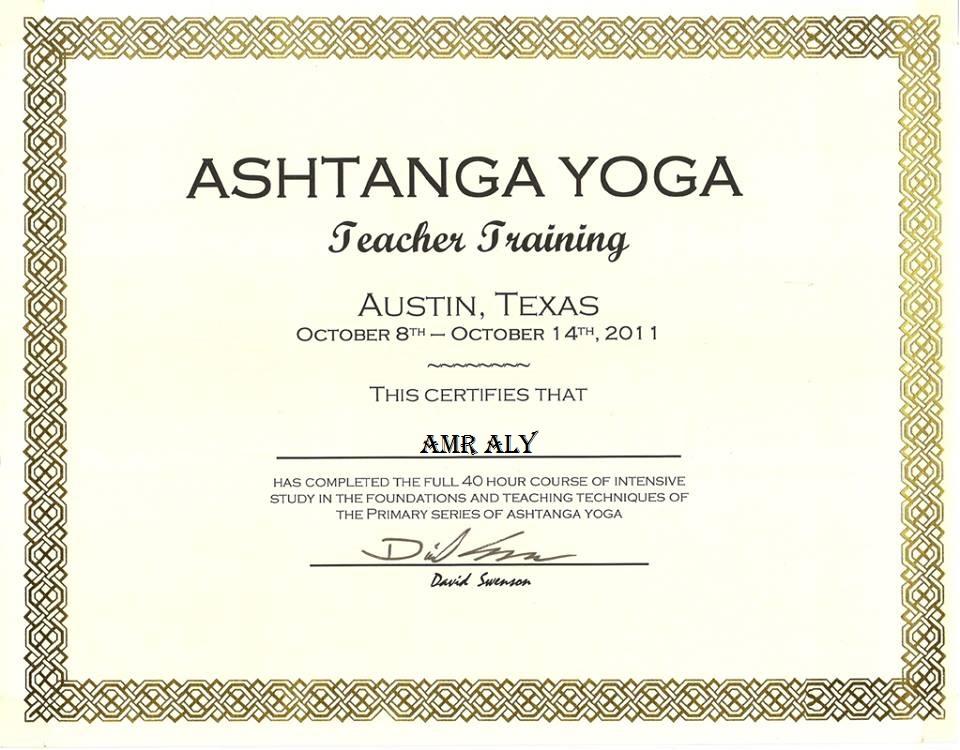 ASHTANGA YOGA
Teacher Training
AUSTIN, TEXAS
OCTOBER 8TH – OCTOBER 14TH, 2011
~~~~~~~~~
THIS CERTIFIES THAT
AMR ALY
HAS COMPLETED THE FULL 40 HOUR COURSE OF INTENSIVE
STUDY IN THE FOUNDATIONS AND TEACHING TECHNIQUES OF
THE PRIMARY SERIES OF ASHTANGA YOGA
David Swenson